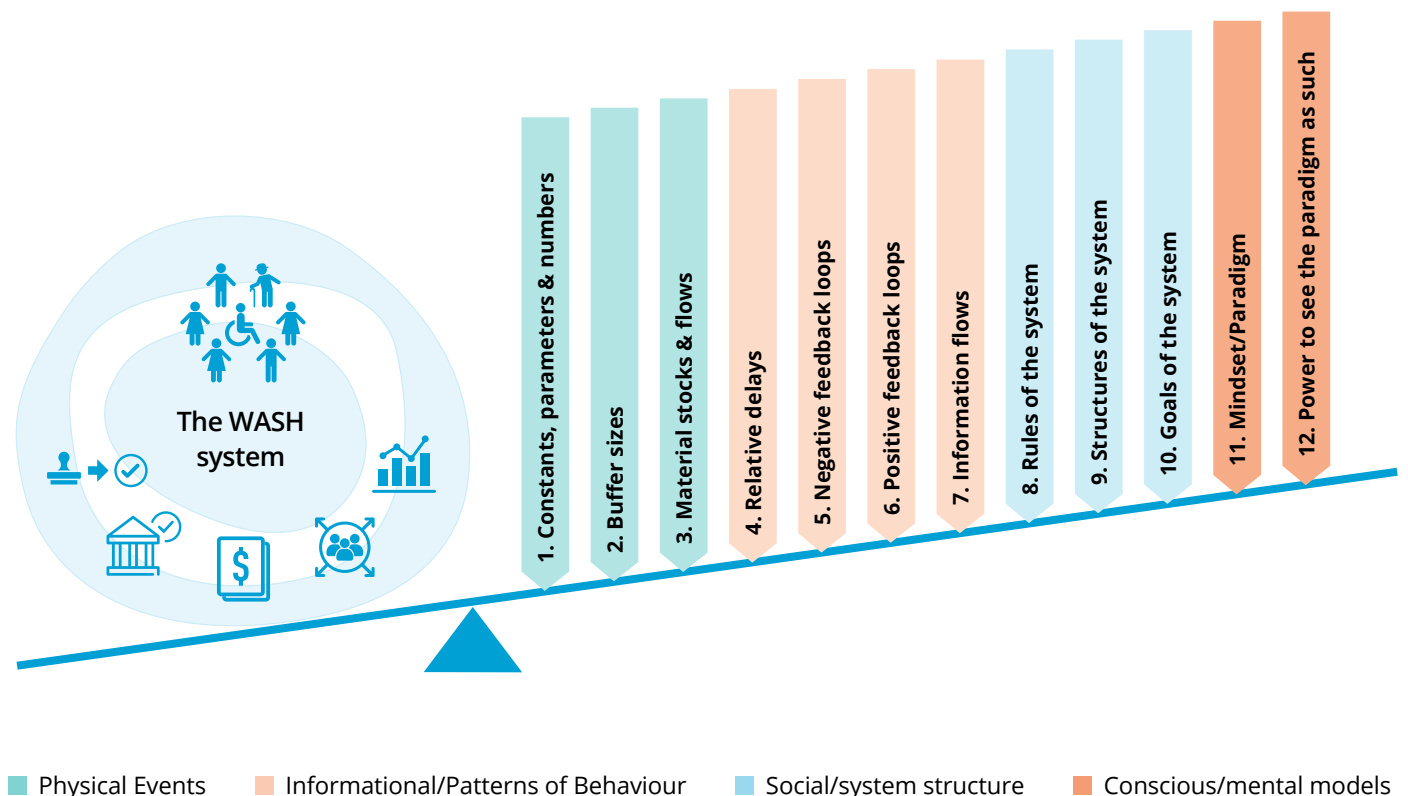 The WASH
system
$
1. Constants, parameters & numbers
2. Buffer sizes
3. Material stocks & flows
4. Relative delays
5. Negative feedback loops
6. Positive feedback loops
7. Information flows
8. Rules of the system
9. Structures of the system
10. Goals of the system
11. Mindset/Paradigm
12. Power to see the paradigm as such
Physical Events
Informational/Patterns of Behaviour
Social/system structure
Conscious/mental models